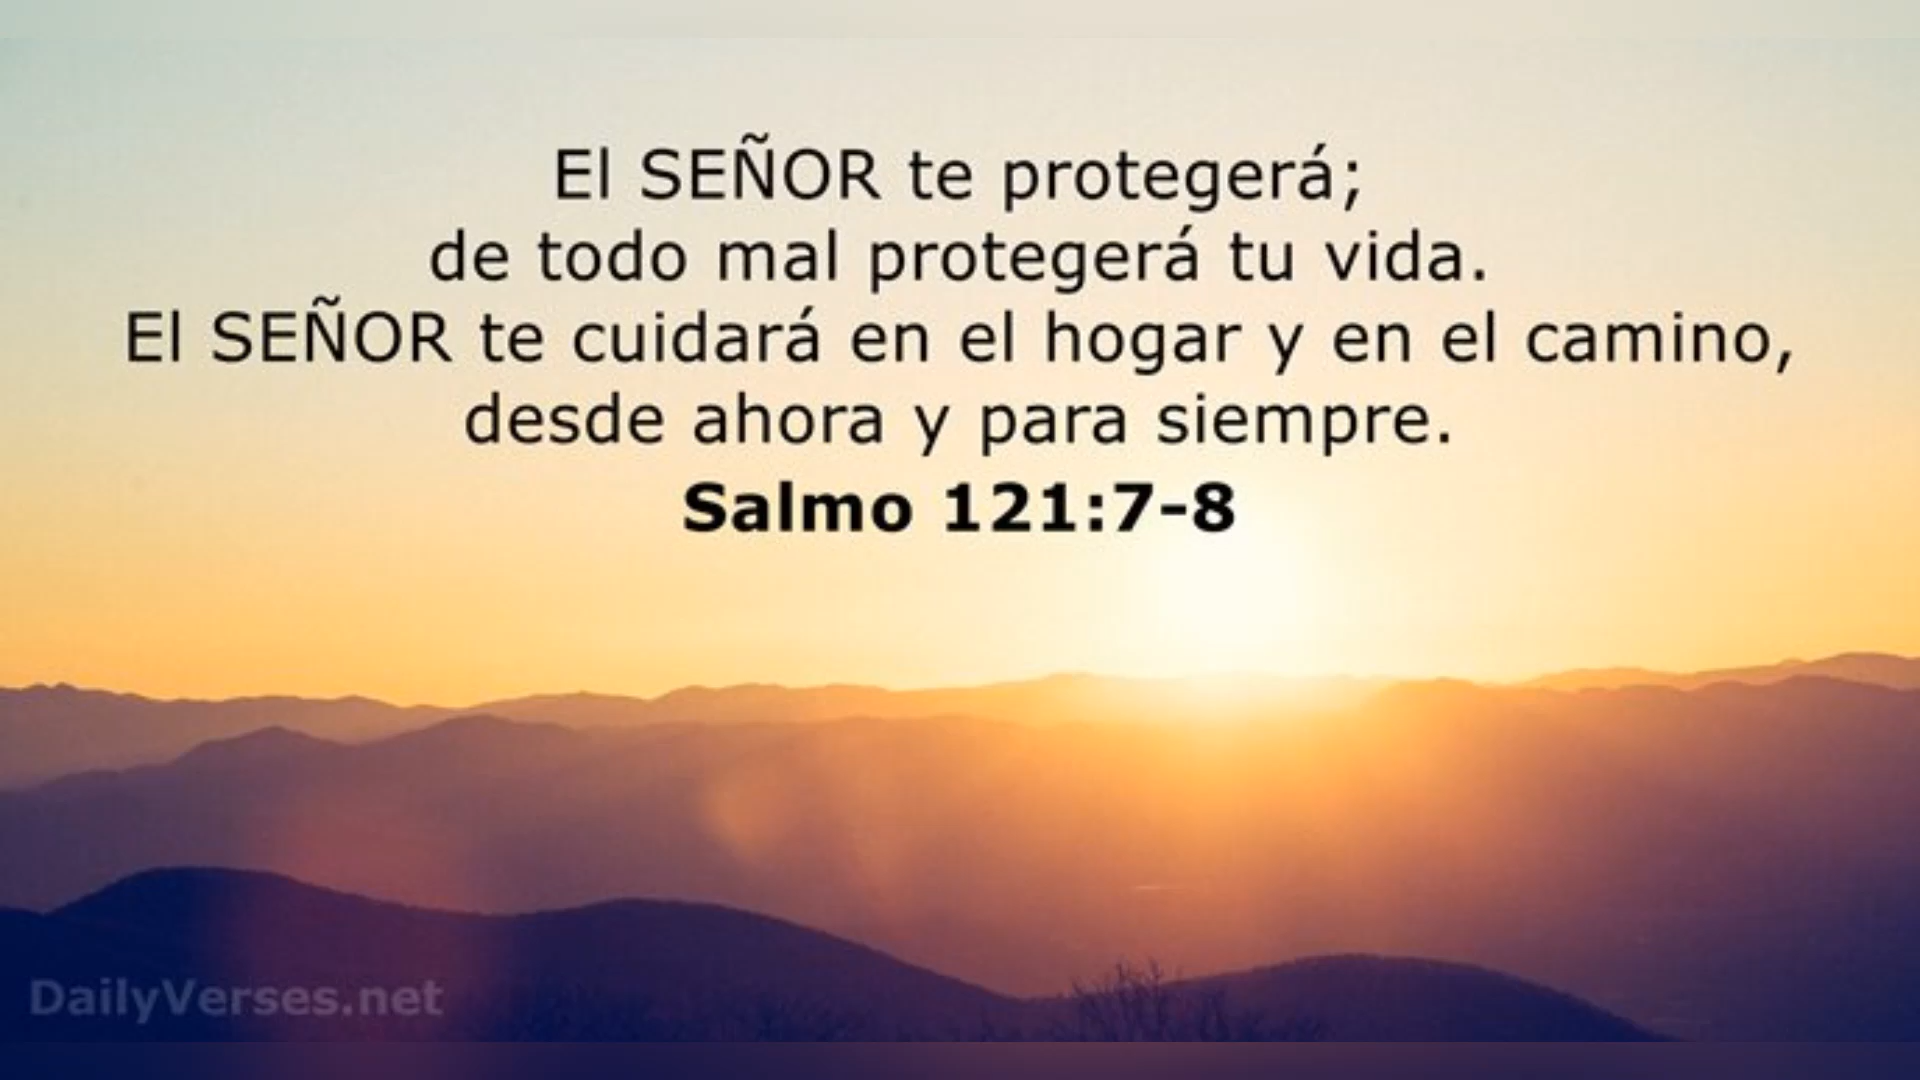 El SEÑOR te protegerá;
de todo mal protegerá tu vida.
El SEÑOR te cuidará en el hogar y en el camino,
desde ahora y para siempre.
Salmo 121:7-8
DailyVerses.net